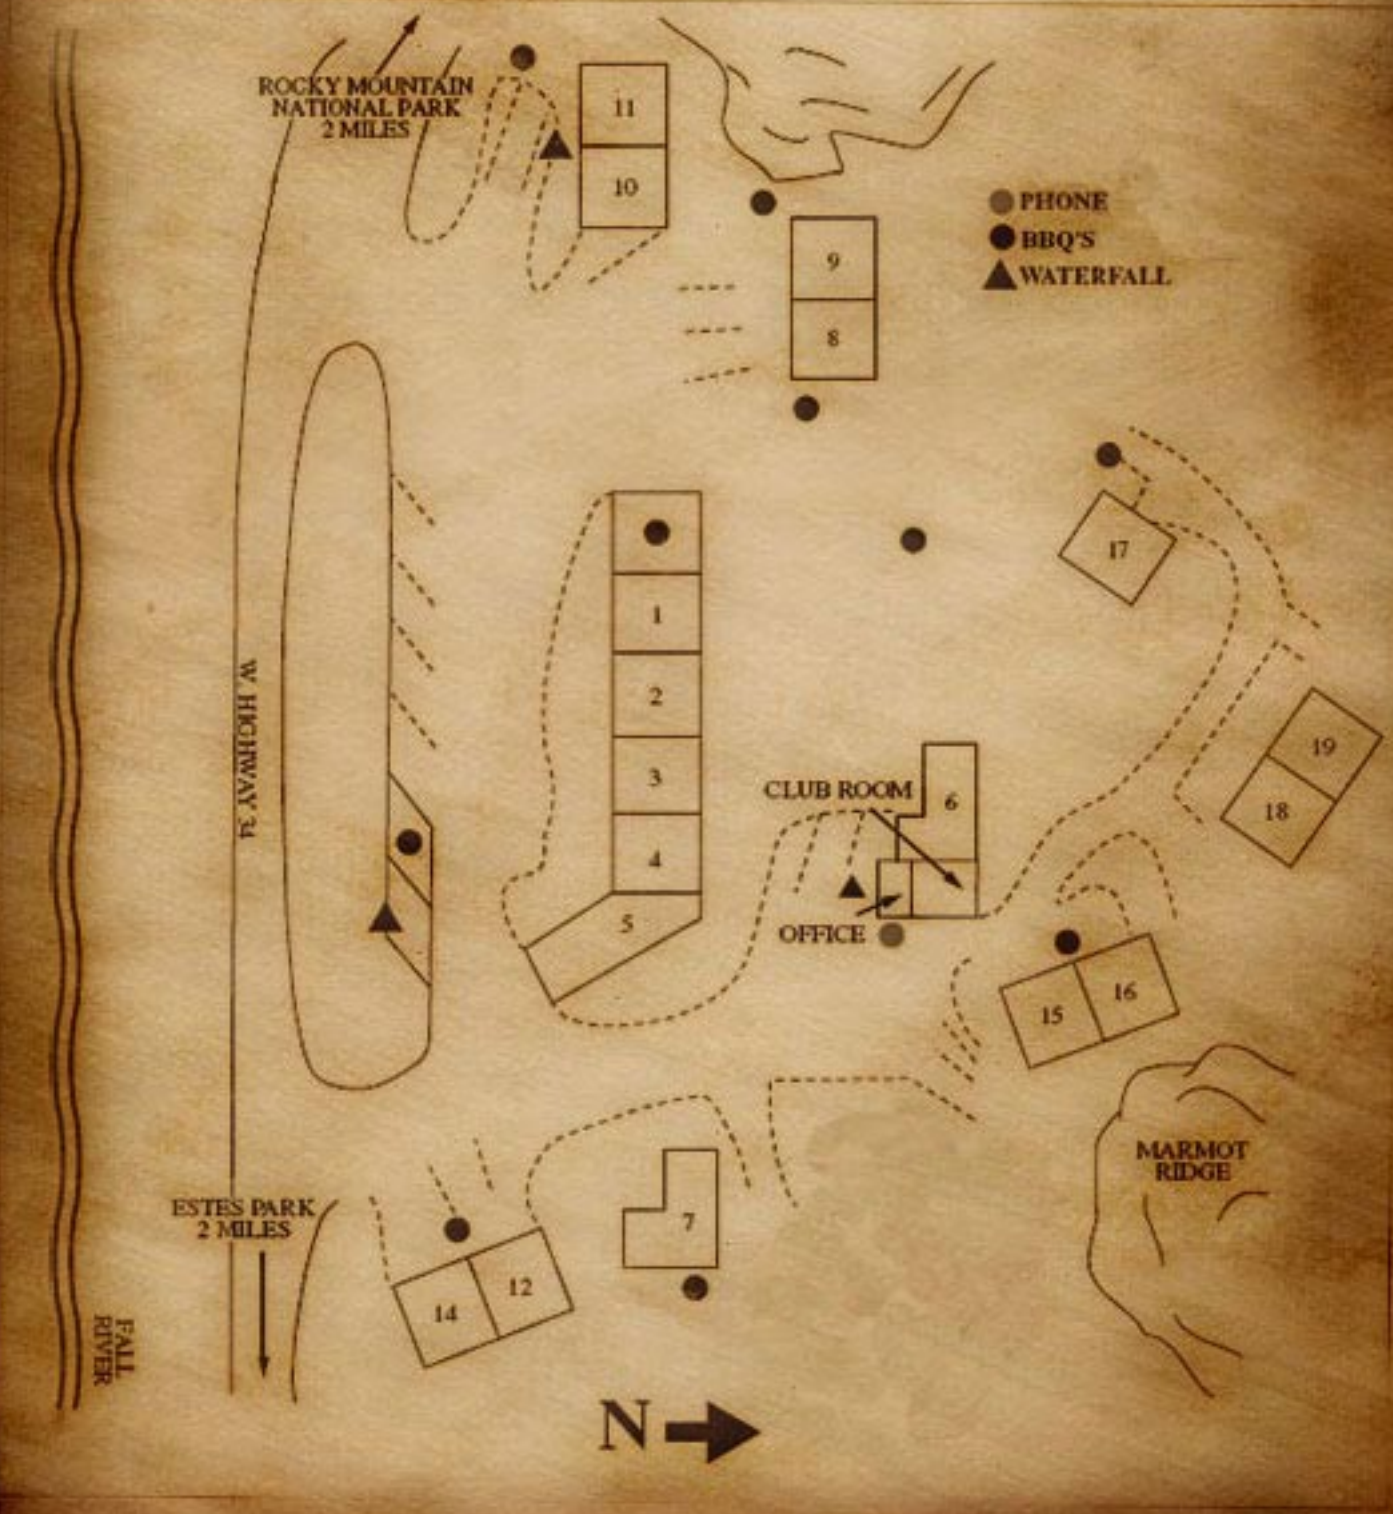 ROCKY MOUNTAIN
NATIONAL PARK
2 MILES
11
10
PHONE
BBQ'S
WATERFALL
9
8
17
1
2
3
4
5
W. HIGHWAY 34
CLUB ROOM
6
OFFICE
19
18
15
16
MARMOT
RIDGE
ESTES PARK
2 MILES
7
12
14
FALL
RIVER
N